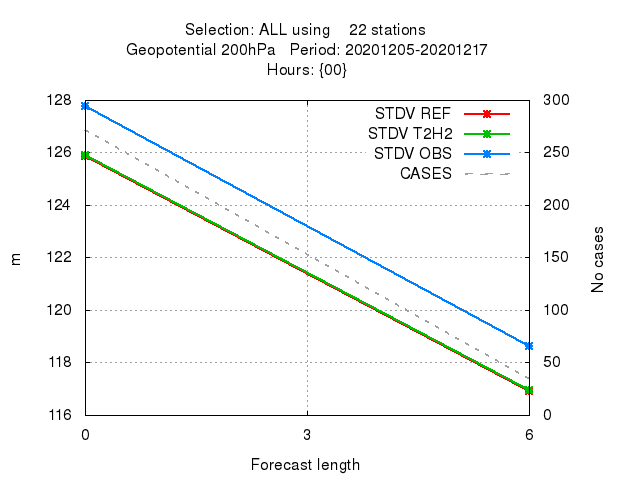 Selection: ALL using    22 stations
Geopotential 200hPa   Period: 20201205-20201217
Hours: {00}
128
126
124
122
120
118
116
m
300
250
200
150
100
50
0
No cases
STDV REF
STDV T2H2
STDV OBS
CASES
0
3
6
Forecast length